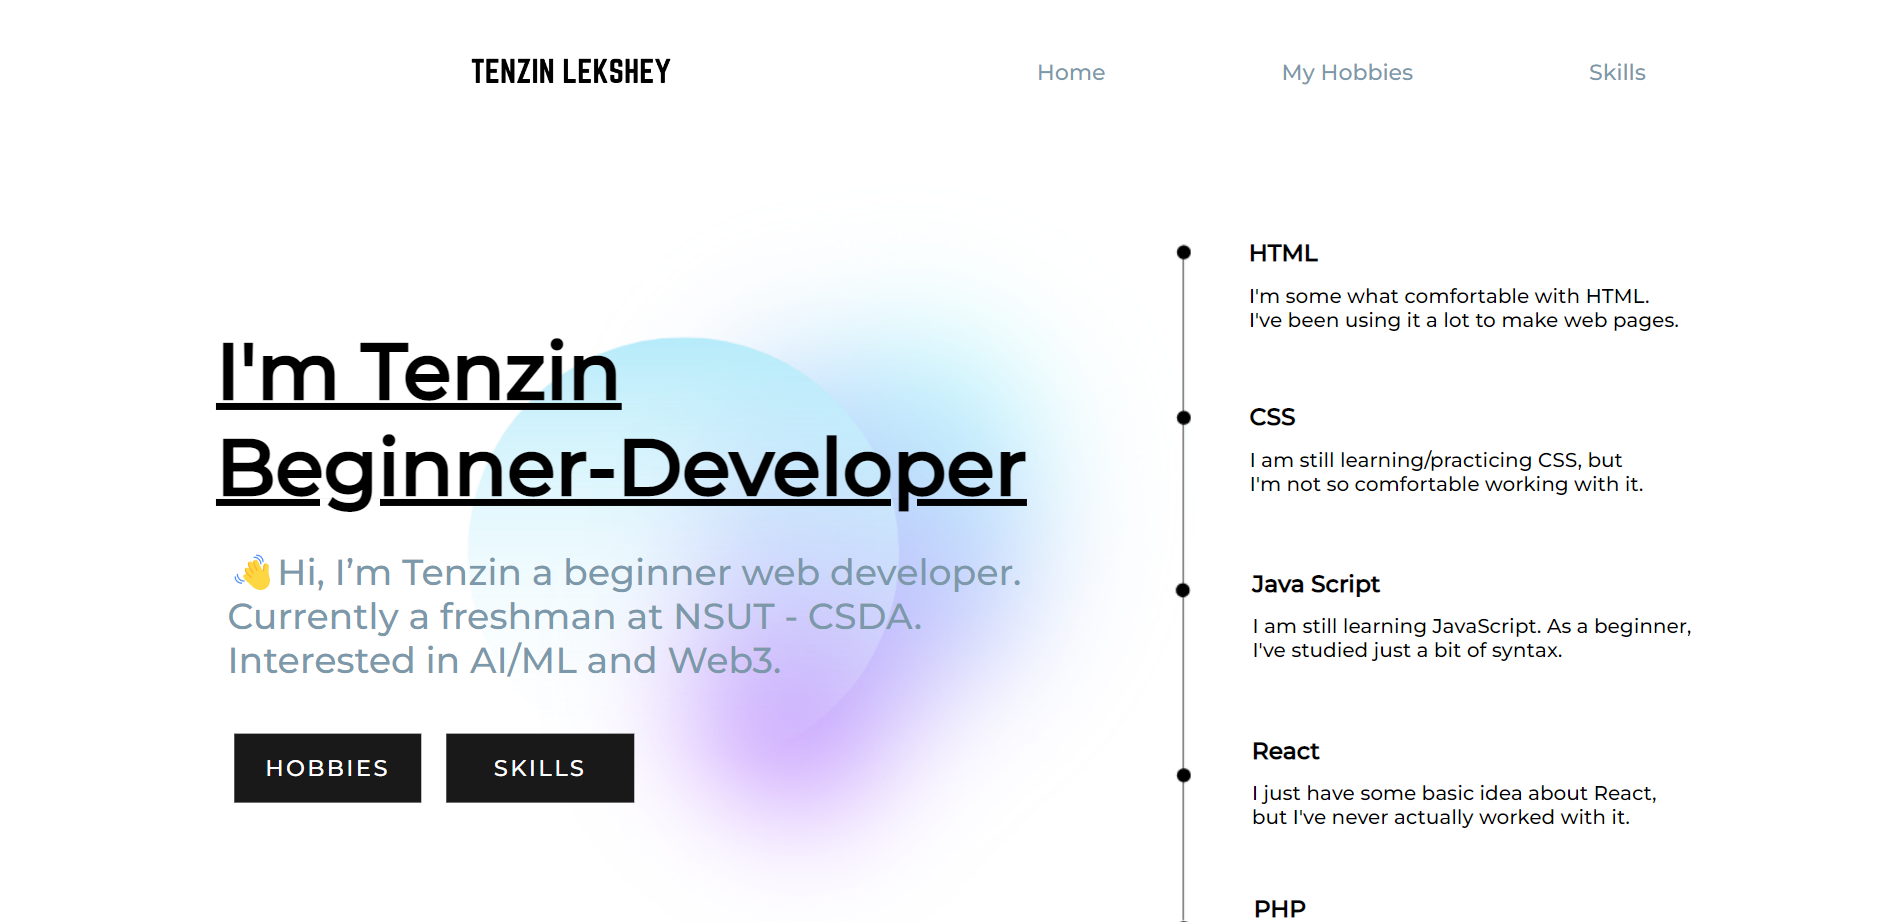 TENZIN LEKSHEY
Home
My Hobbies
Skills
I'm Tenzin
Beginner-Developer
👋Hi, I’m Tenzin a beginner web developer.
Currently a freshman at NSUT - CSDA.
Interested in AI/ML and Web3.
HOBBIES
SKILLS
HTML
I'm some what comfortable with HTML.
I've been using it a lot to make web pages.
CSS
I am still learning/practicing CSS, but
I'm not so comfortable working with it.
Java Script
I am still learning JavaScript. As a beginner,
I've studied just a bit of syntax.
React
I just have some basic idea about React,
but I've never actually worked with it.
PHP